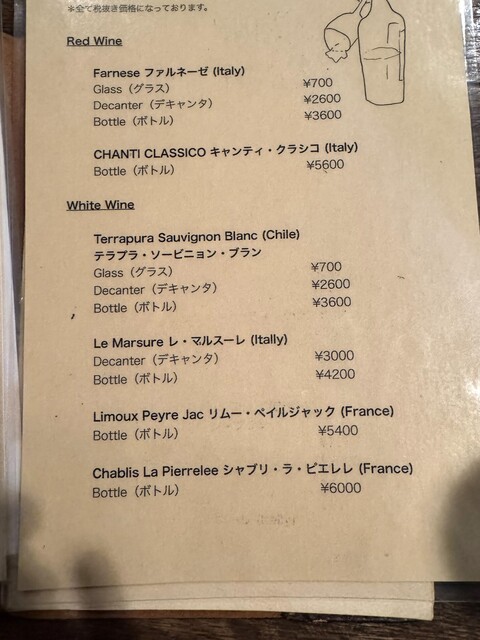 *全て税抜き価格になっております。
Red Wine
Farnese ファルネーゼ (Italy)
Glass（グラス） ¥700
Decanter（デキャンタ） ¥2600
Bottle（ボトル） ¥3600
CHANTI CLASSICO キャンティ・クラシコ (Italy)
Bottle（ボトル） ¥5600
White Wine
Terrapura Sauvignon Blanc (Chile)
テラプラ・ソービニョン・ブラン
Glass（グラス） ¥700
Decanter（デキャンタ） ¥2600
Bottle（ボトル） ¥3600
Le Marsure レ・マルスーレ (Itally)
Decanter（デキャンタ） ¥3000
Bottle（ボトル） ¥4200
Limoux Peyre Jac リムー・ペイルジャック (France)
Bottle（ボトル） ¥5400
Chablis La Pierrelee シャブリ・ラ・ピエレレ (France)
Bottle（ボトル） ¥6000